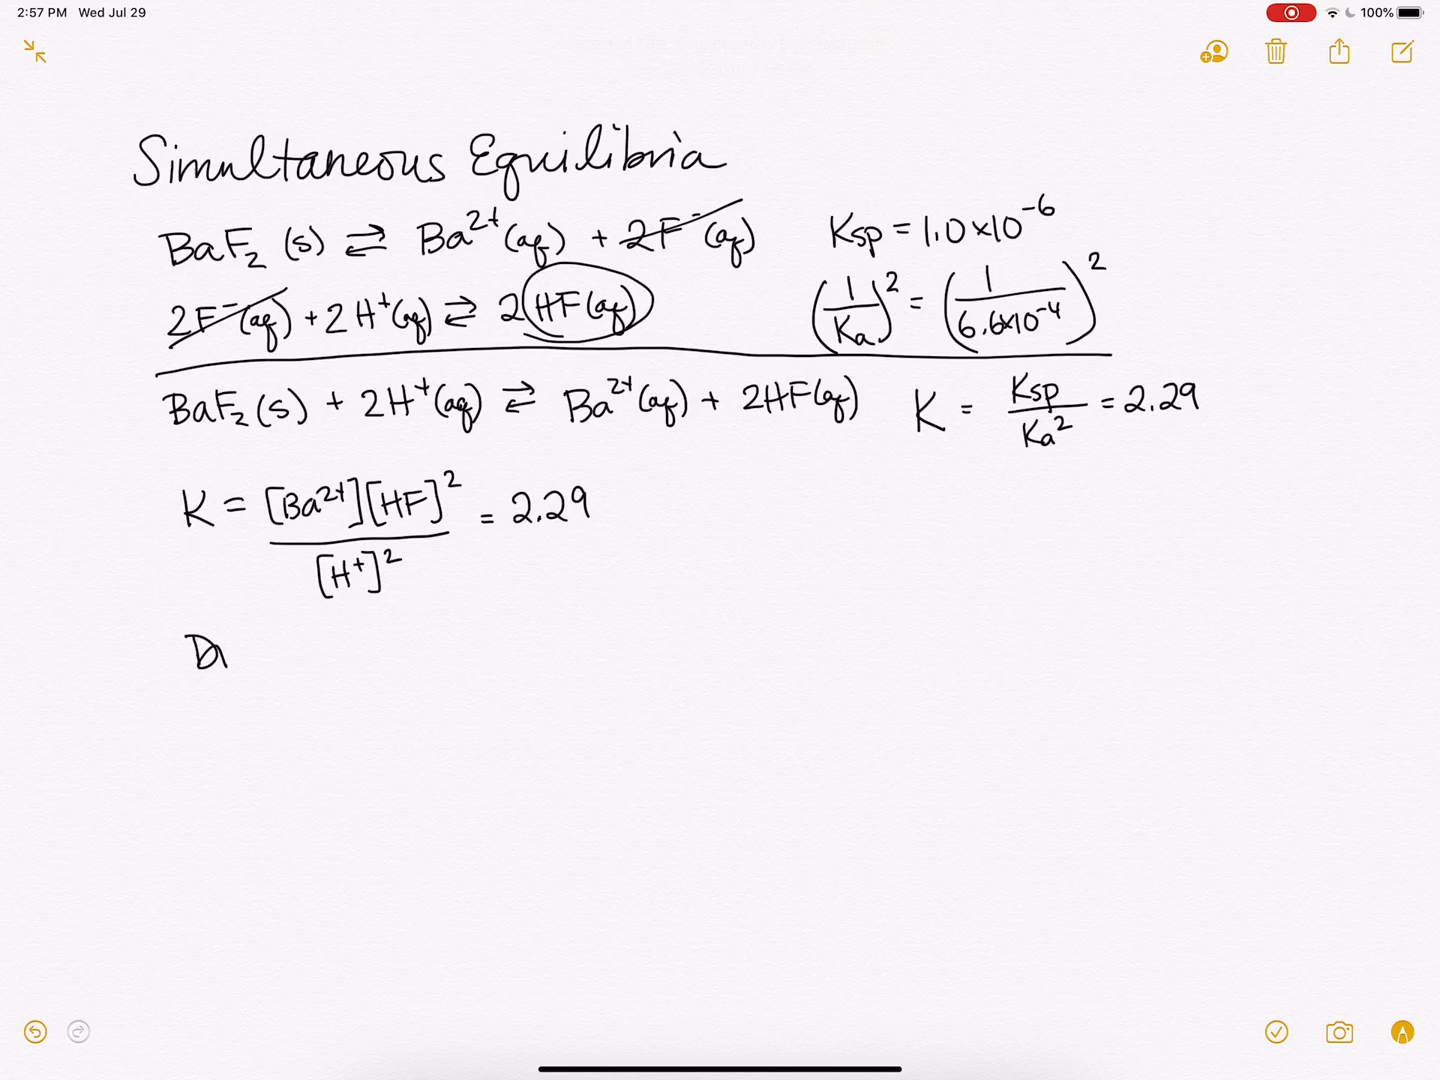 2:57 PM Wed Jul 29 100%
Simultaneous Equilibria
BaF₂ (s) ⇌ Ba²⁺(aq) + 2F⁻(aq) Ksp = 1.0×10⁻⁶
2F⁻(aq) + 2H⁺(aq) ⇌ 2HF(aq) (1/Ka)² = (1/6.6×10⁻⁴)²
BaF₂(s) + 2H⁺(aq) ⇌ Ba²⁺(aq) + 2HF(aq) K = Ksp/Ka² = 2.29
K = [Ba²⁺][HF]²/[H⁺]² = 2.29